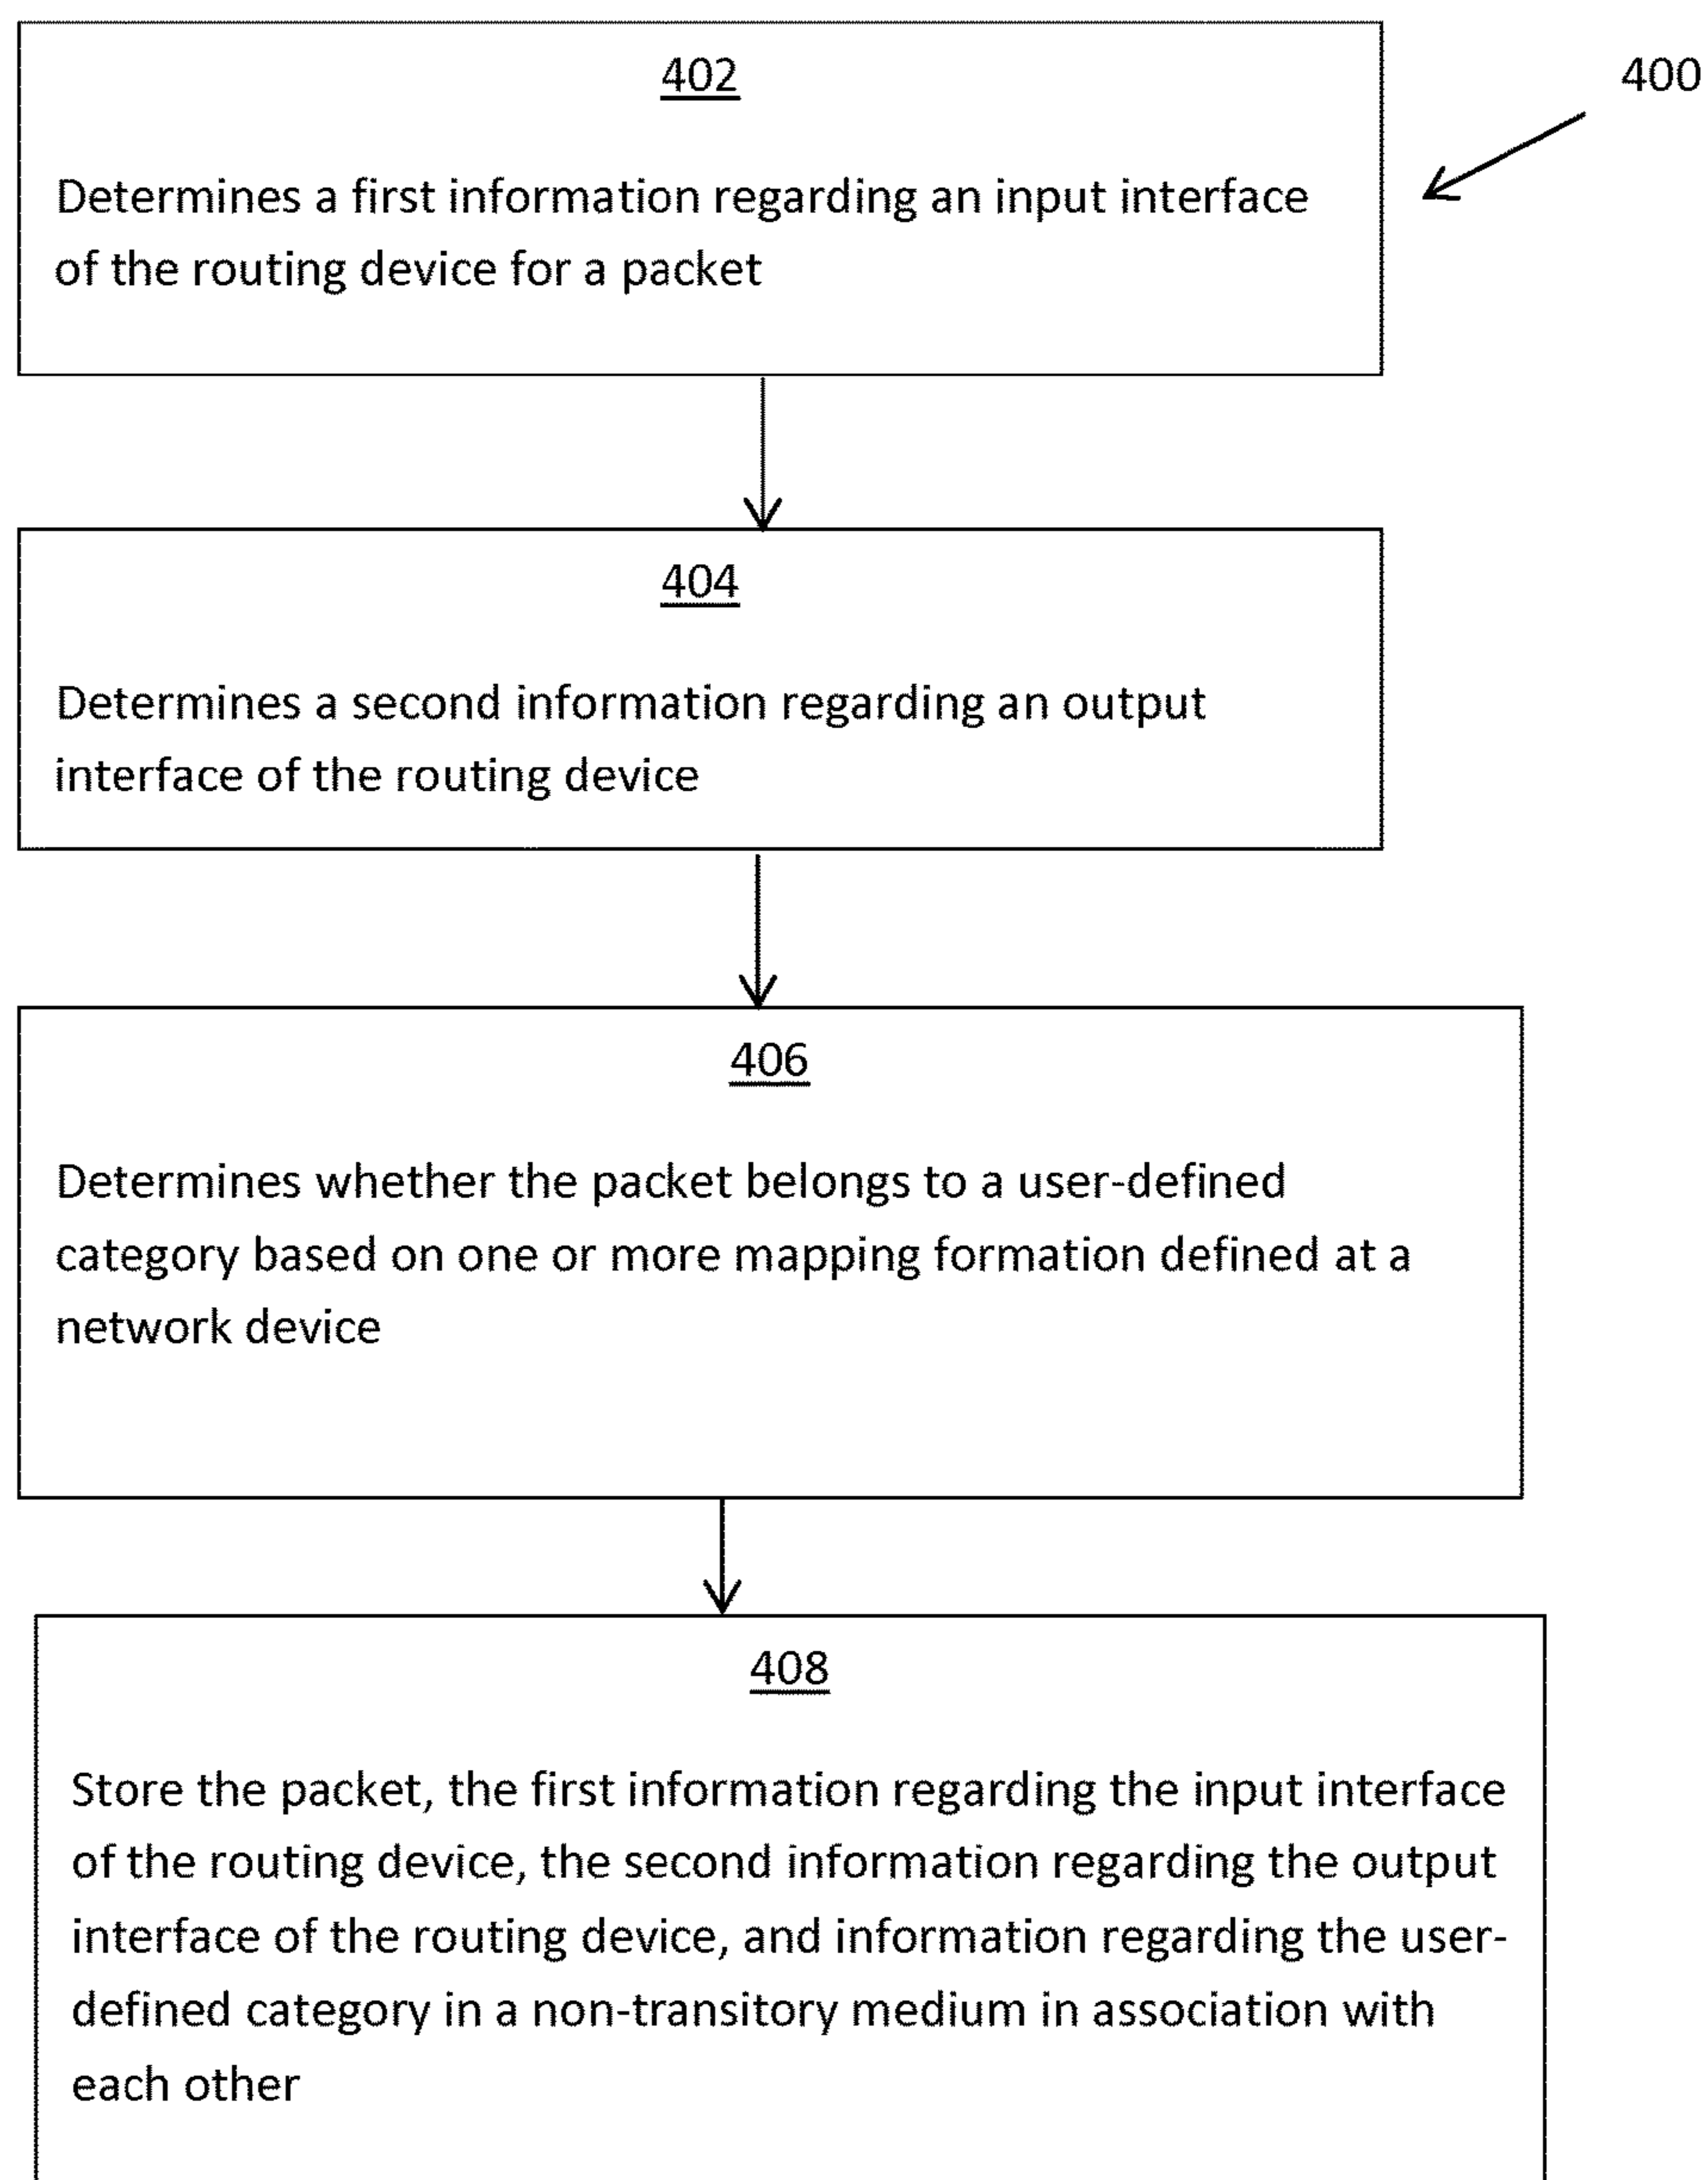 402
400
Determines a first information regarding an input interface
of the routing device for a packet
404
Determines a second information regarding an output
interface of the routing device
406
Determines whether the packet belongs to a user-defined
category based on one or more mapping formation defined at a
network device
408
Store the packet, the first information regarding the input interface
of the routing device, the second information regarding the output
interface of the routing device, and information regarding the user-
defined category in a non-transitory medium in association with
each other